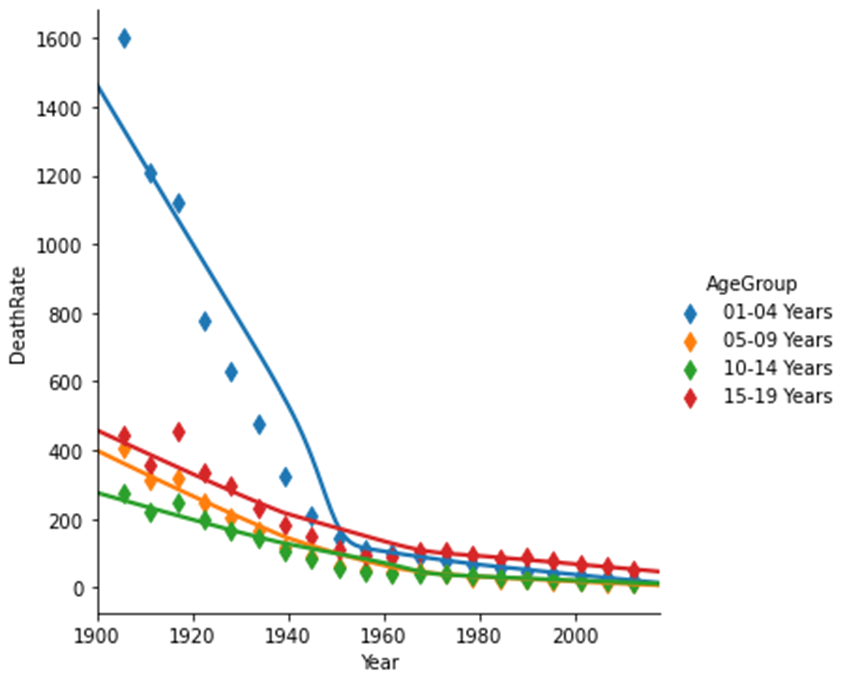 1600
1400
1200
1000
800
600
400
200
0
DeathRate
1900 1920 1940 1960 1980 2000
Year
AgeGroup
01-04 Years
05-09 Years
10-14 Years
15-19 Years